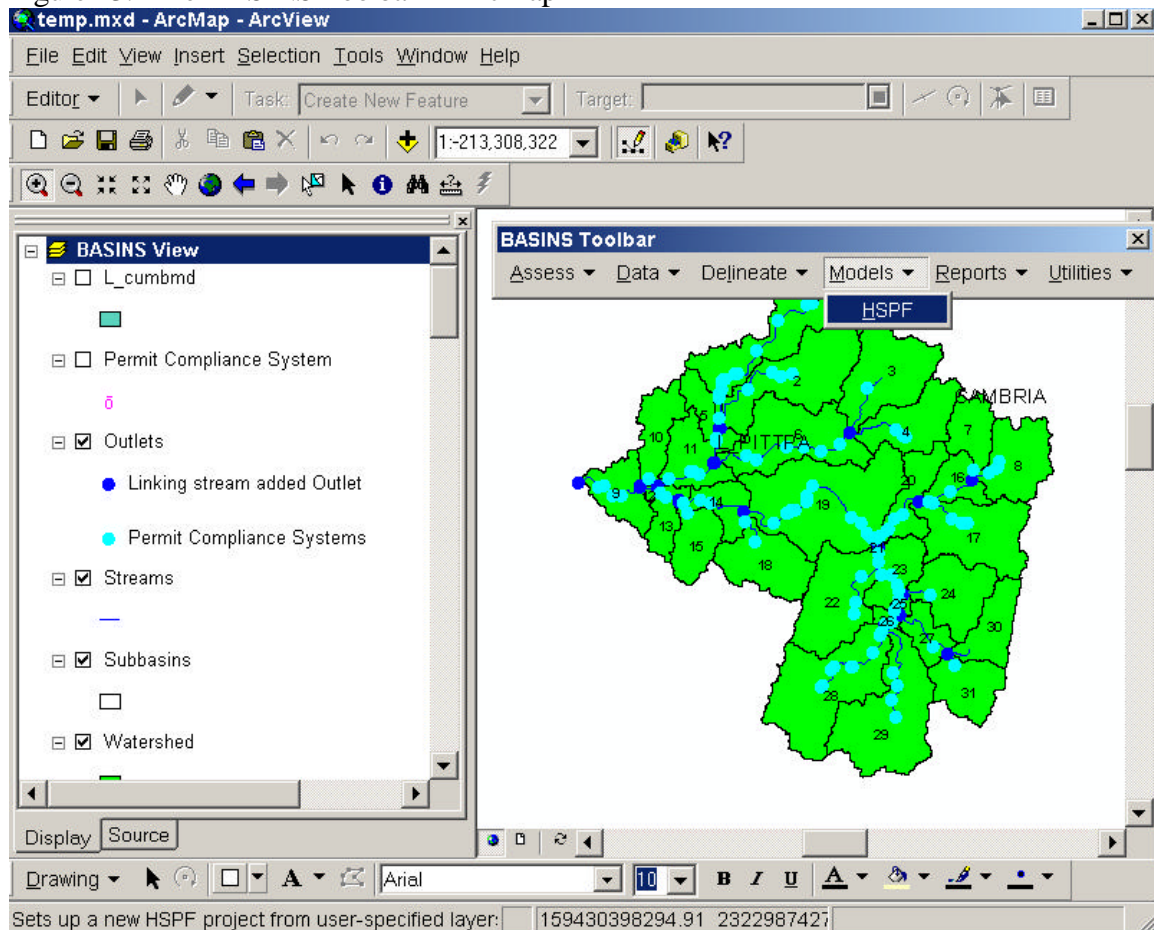 temp.mxd - ArcMap - ArcView
File Edit View Insert Selection Tools Window Help
Editor Task: Create New Feature Target:
1:-213,308,322
BASINS View
L_cumbmd
Permit Compliance System
õ
Outlets
Linking stream added Outlet
Permit Compliance Systems
Streams
Subbasins
Watershed
Display Source
BASINS Toolbar
Assess Data Delineate Models Reports Utilities
HSPF
2
3
AMBRIA
5
4
7
10
11
L_PITTPA
8
16
9
20
14
19
13
17
15
21
18
23
24
22
25
26
30
27
28
31
29
Drawing A Arial 10 B I U A
Sets up a new HSPF project from user-specified layer: 159430398294.91 2322987427